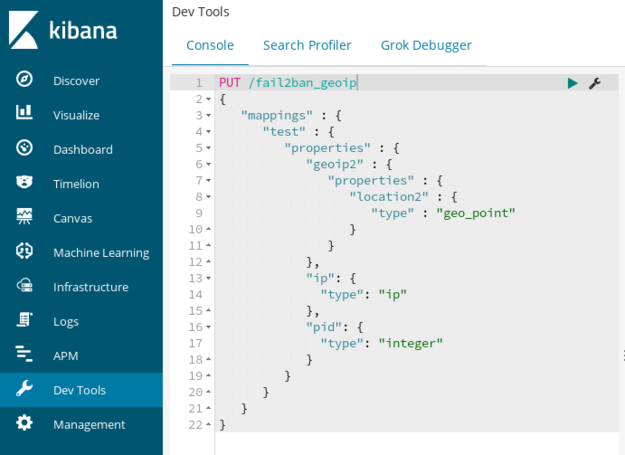 kibana
Discover
Visualize
Dashboard
Timelion
Canvas
Machine Learning
Infrastructure
Logs
APM
Dev Tools
Management
Dev Tools
Console Search Profiler Grok Debugger
1 PUT /fail2ban_geoip
2 {
3 "mappings" : {
4 "test" : {
5 "properties" : {
6 "geoip2" : {
7 "properties" : {
8 "location2" : {
9 "type" : "geo_point"
10 }
11 }
12 },
13 "ip": {
14 "type": "ip"
15 },
16 "pid": {
17 "type": "integer"
18 }
19 }
20 }
21 }
22 }